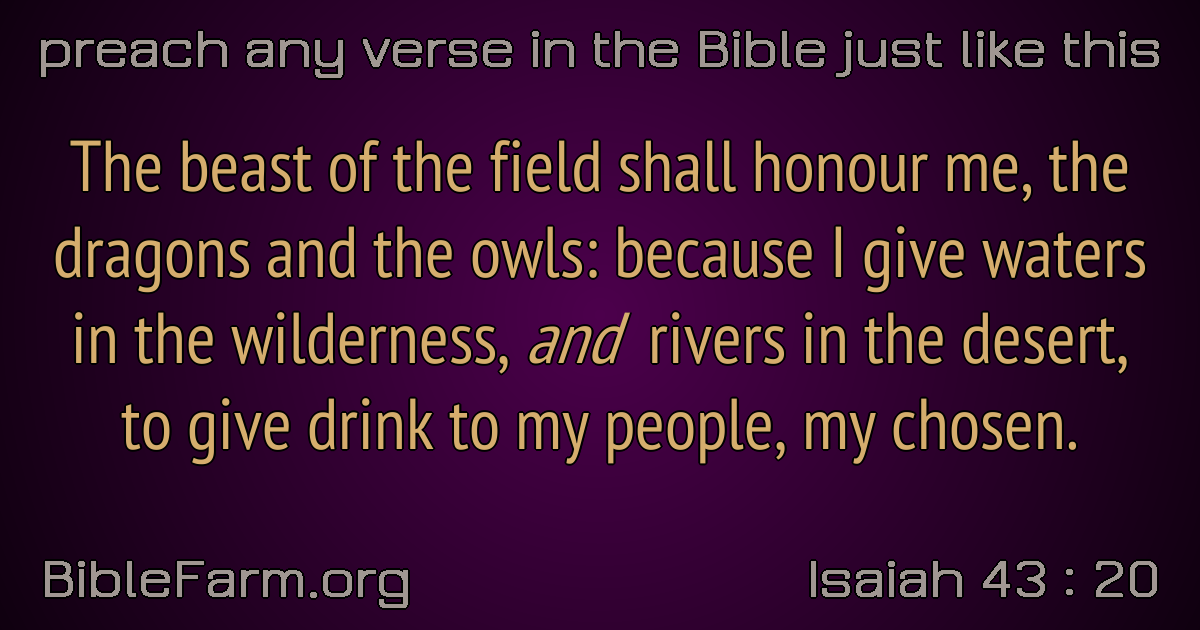 preach any verse in the Bible just like this
The beast of the field shall honour me, the
dragons and the owls: because I give waters
in the wilderness, and rivers in the desert,
to give drink to my people, my chosen.
BibleFarm.org
Isaiah 43 : 20